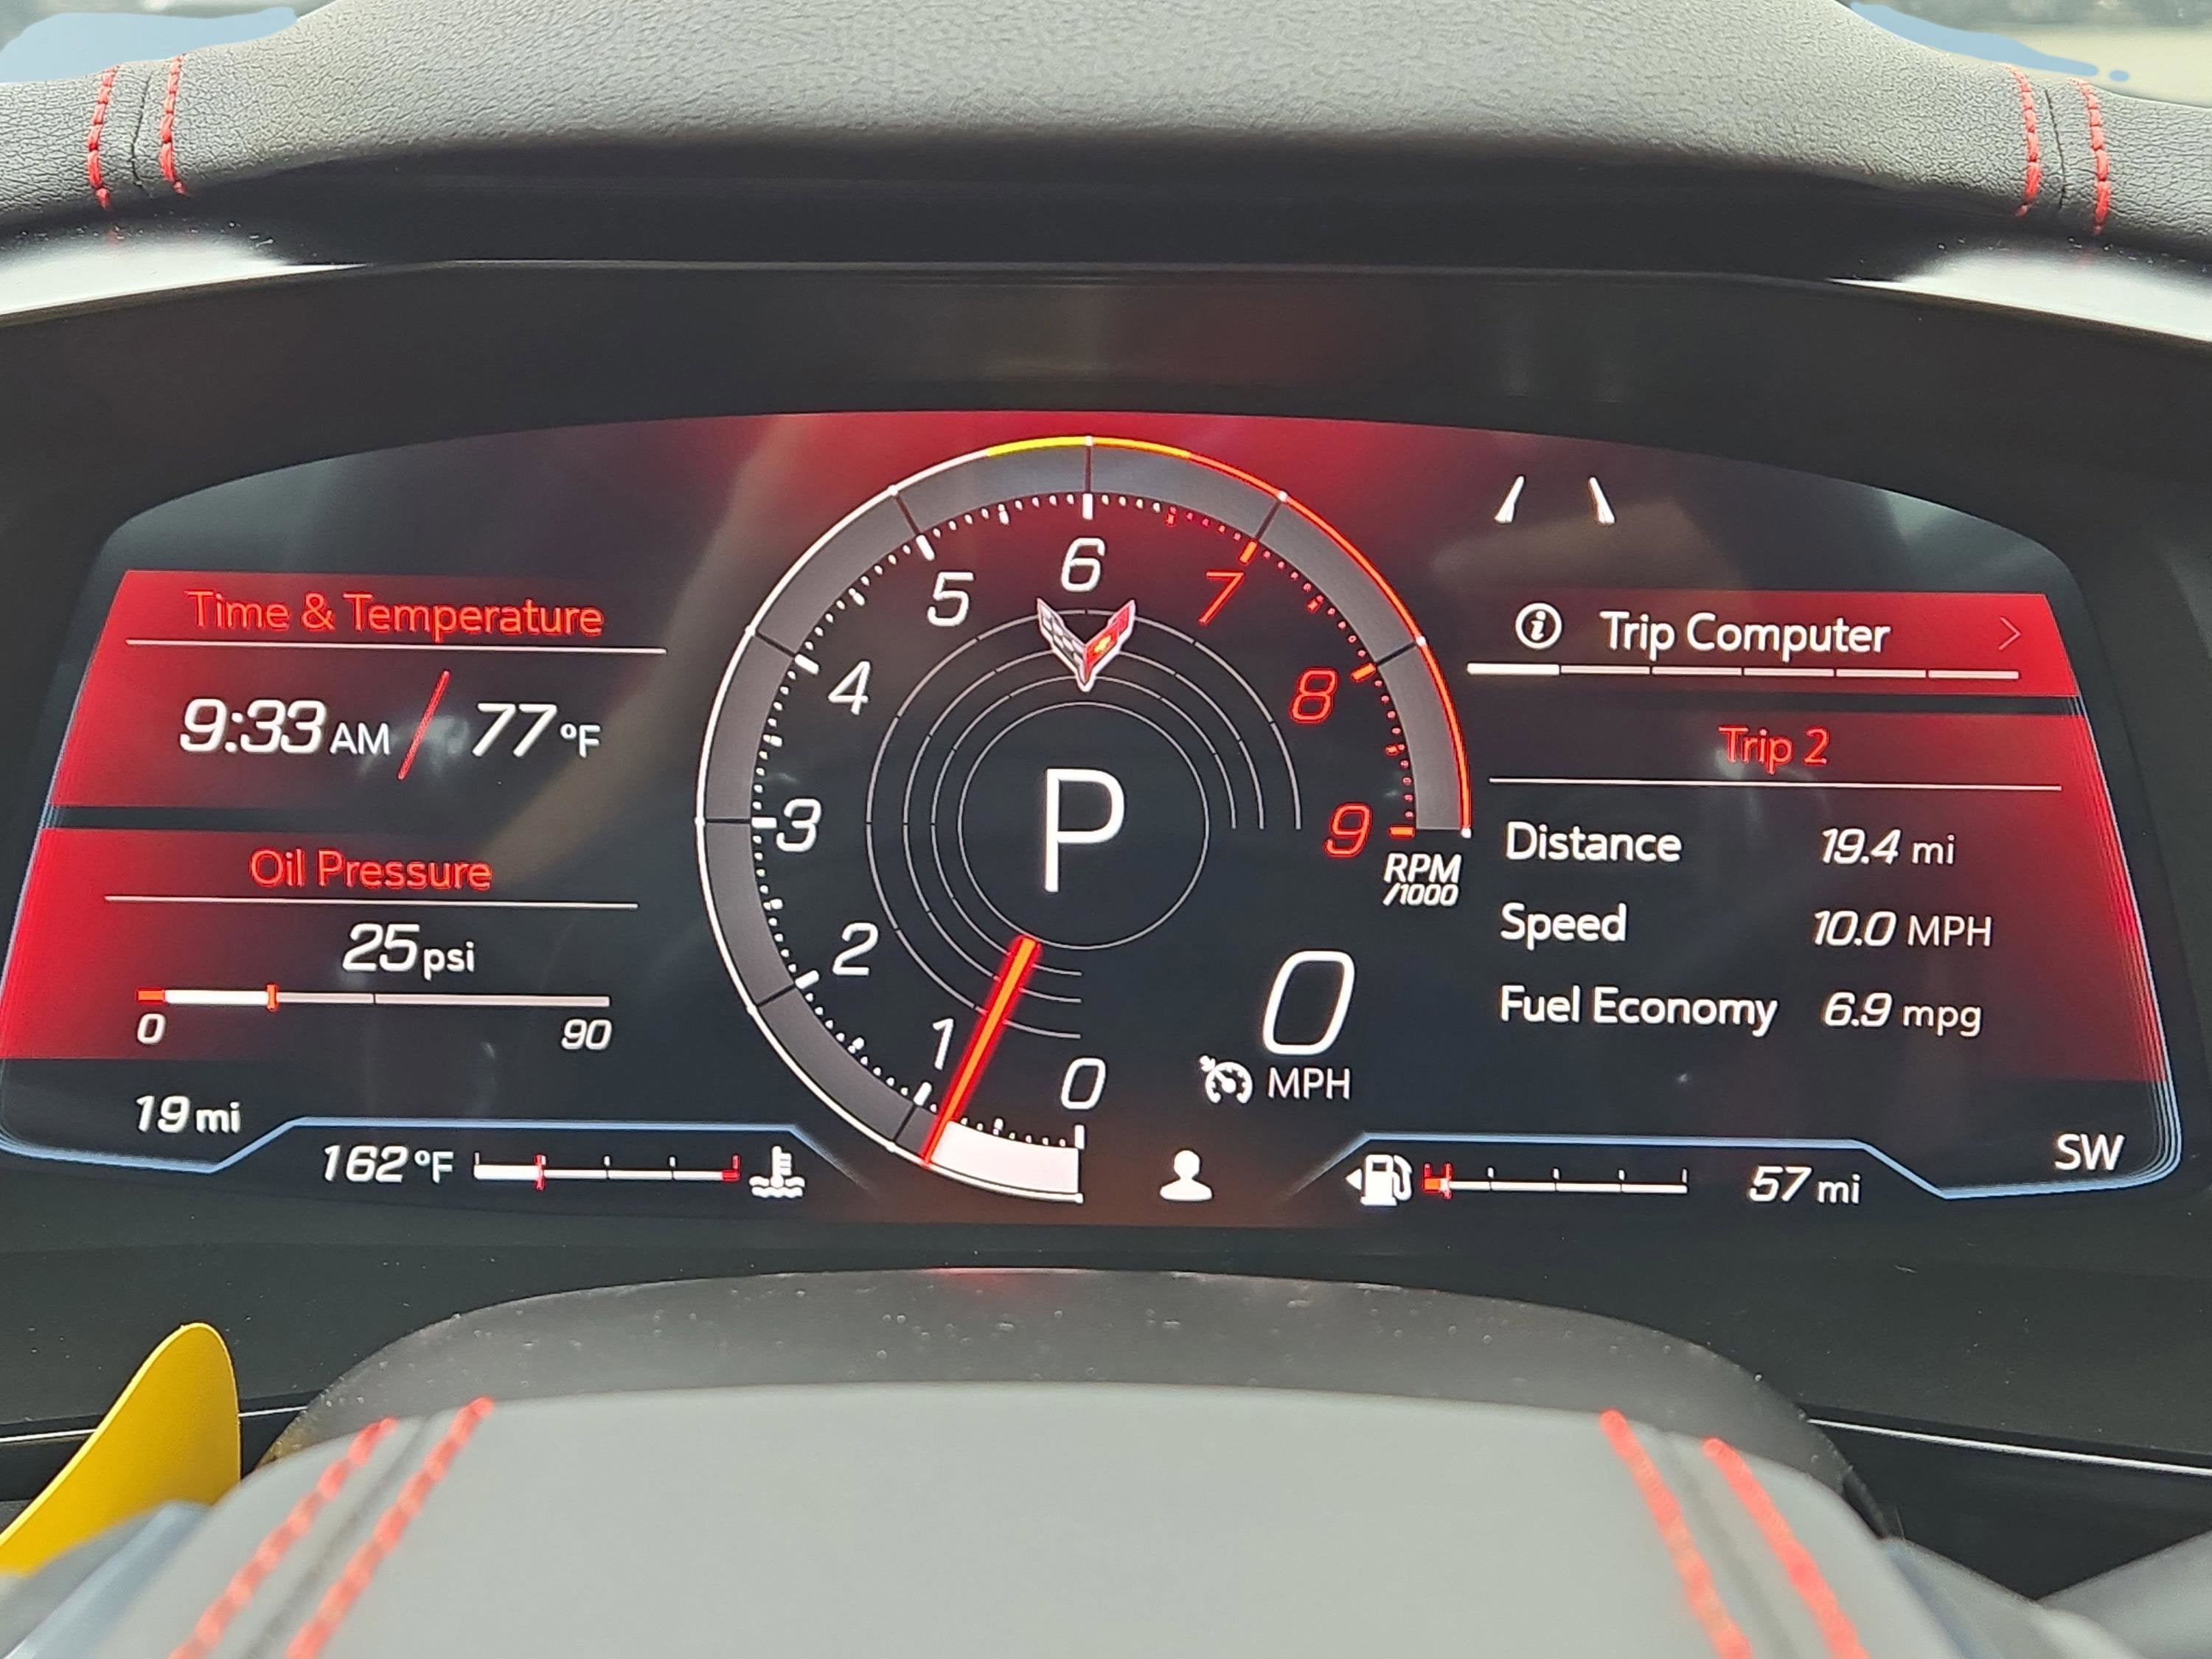 Time & Temperature
9:33 AM / 77 °F
Oil Pressure
25 psi
0 90
19 mi
162 °F
0
1
2
3
4
5
6
7
8
9
RPM
/1000
P
0
MPH
Trip Computer
Trip 2
Distance 19.4 mi
Speed 10.0 MPH
Fuel Economy 6.9 mpg
57 mi
SW